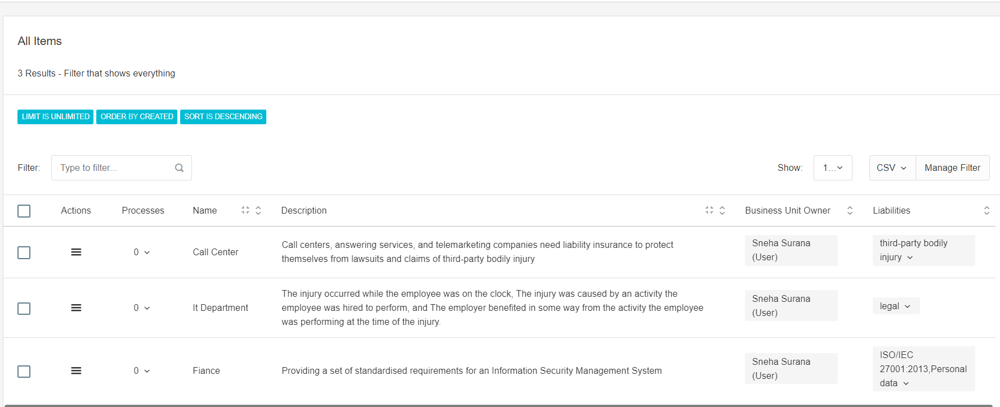 All Items
3 Results - Filter that shows everything
LIMIT IS UNLIMITED ORDER BY CREATED SORT IS DESCENDING
Filter: Type to filter... Show: 1... CSV Manage Filter
Actions Processes Name Description Business Unit Owner Liabilities
0 Call Center
Call centers, answering services, and telemarketing companies need liability insurance to protect
themselves from lawsuits and claims of third-party bodily injury
Sneha Surana
(User)
third-party bodily
injury
0 It Department
The injury occurred while the employee was on the clock, The injury was caused by an activity the
employee was hired to perform, and The employer benefited in some way from the activity the employee
was performing at the time of the injury.
Sneha Surana
(User)
legal
0 Fiance
Providing a set of standardised requirements for an Information Security Management System
Sneha Surana
(User)
ISO/IEC
27001:2013,Personal
data